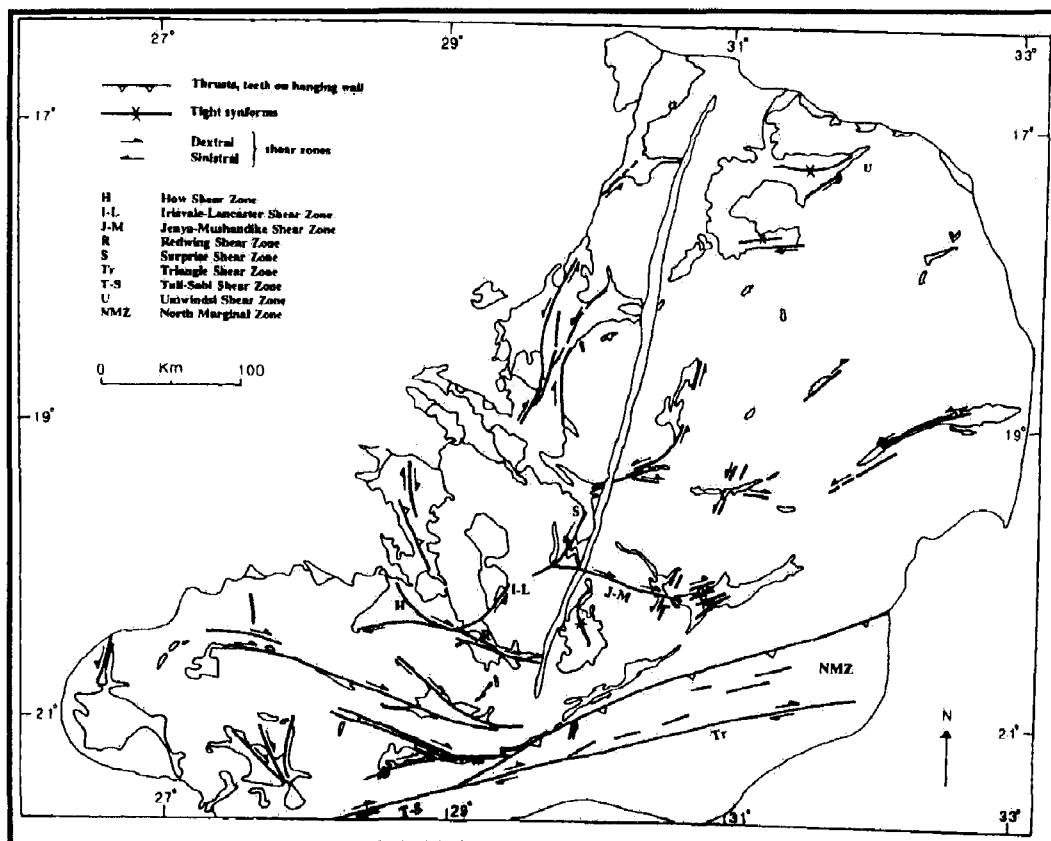 27° 29° 31° 33°
17° 17°
Thrusts, teeth on hanging wall
Tight synforms
Dextral
Sinistral
shear zones
H How Shear Zone
I-L Irisvale-Lancaster Shear Zone
J-M Jenya-Mushandike Shear Zone
R Redwing Shear Zone
S Surprise Shear Zone
Tr Triangle Shear Zone
T-S Tuli-Sabi Shear Zone
U Umwindsi Shear Zone
NMZ North Marginal Zone
0 Km 100
U
19° 19°
S
I-L
J-M
H
R
NMZ
N
21° 21°
Tr
T-S
27° 29° 31° 33°